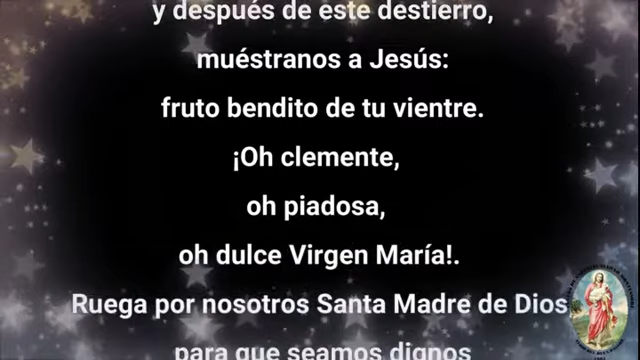 y después de este destierro,
muéstranos a Jesús:
fruto bendito de tu vientre.
¡Oh clemente,
oh piadosa,
oh dulce Virgen María!.
Ruega por nosotros Santa Madre de Dios
para que seamos dignos